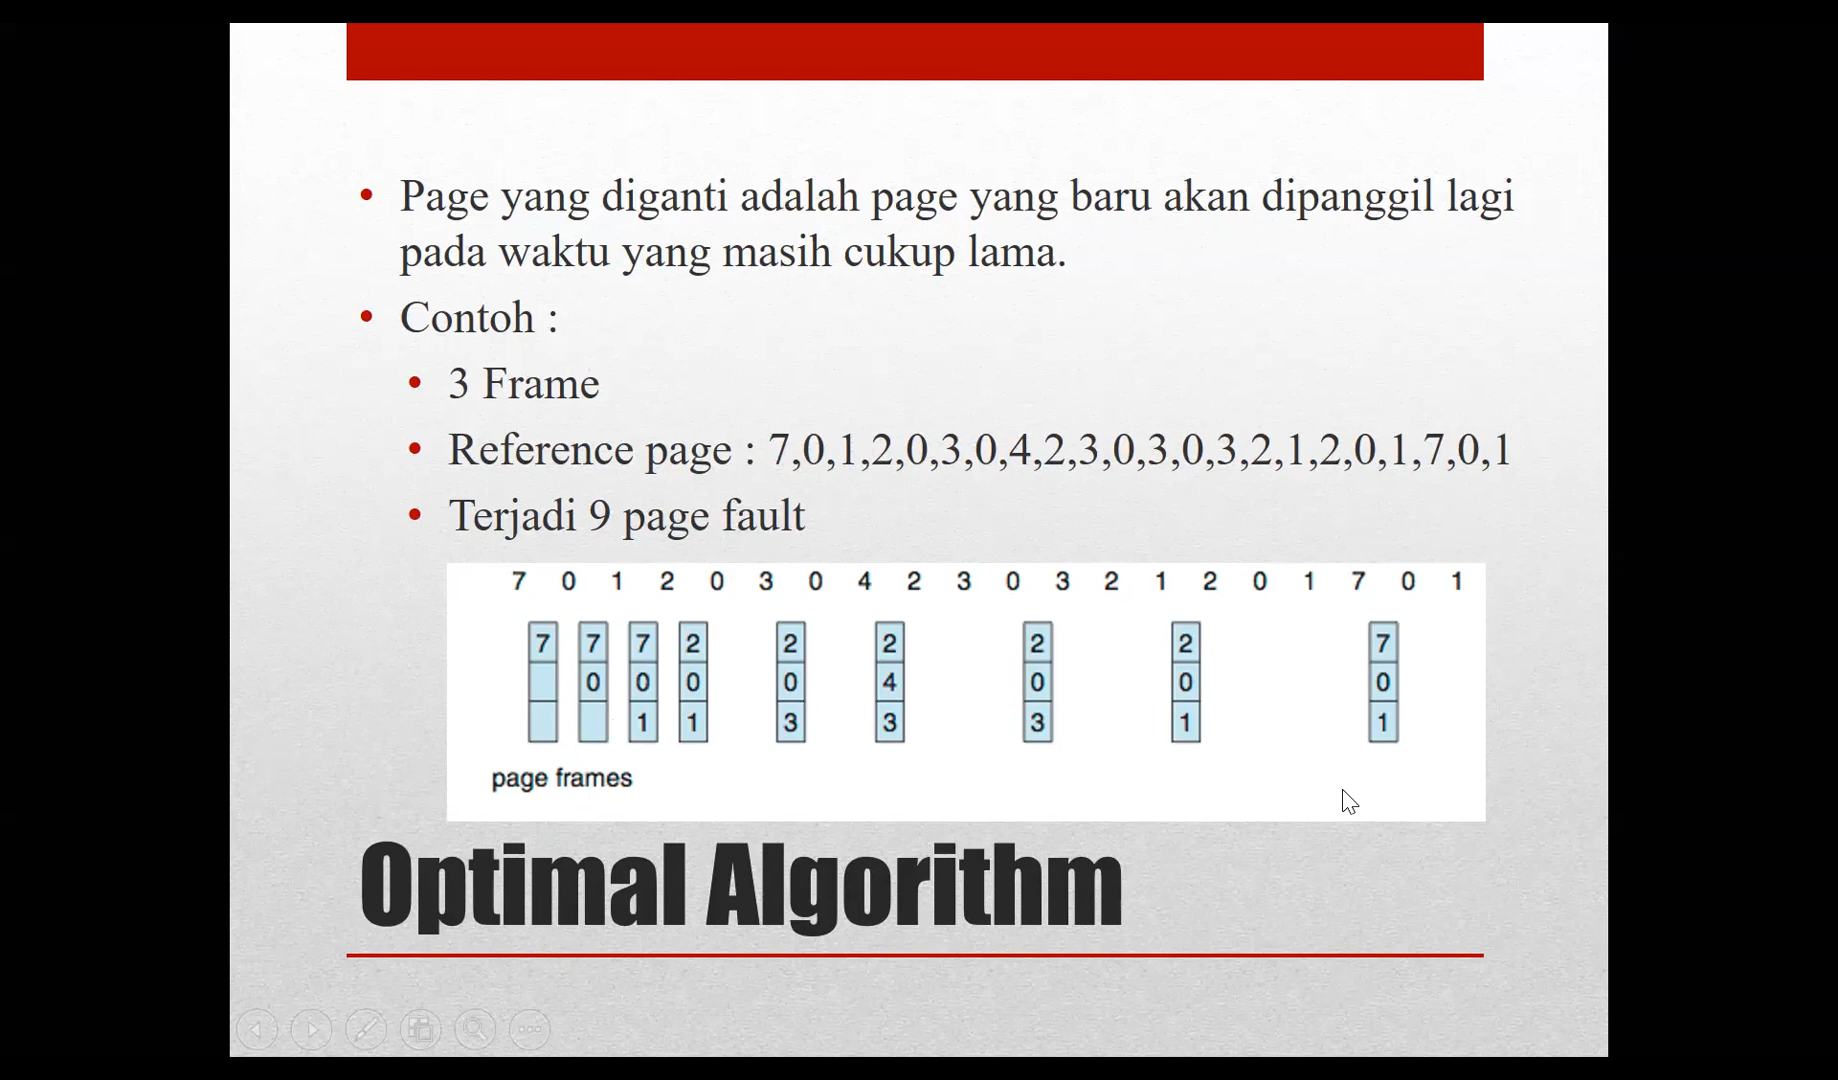 Page yang diganti adalah page yang baru akan dipanggil lagi
pada waktu yang masih cukup lama.
Contoh :
3 Frame
Reference page : 7,0,1,2,0,3,0,4,2,3,0,3,0,3,2,1,2,0,1,7,0,1
Terjadi 9 page fault
7 0 1 2 0 3 0 4 2 3 0 3 2 1 2 0 1 7 0 1
7 7 7 2 2 2 2 2 7
0 0 0 0 4 0 0 0
1 1 3 3 3 1 1
page frames
Optimal Algorithm